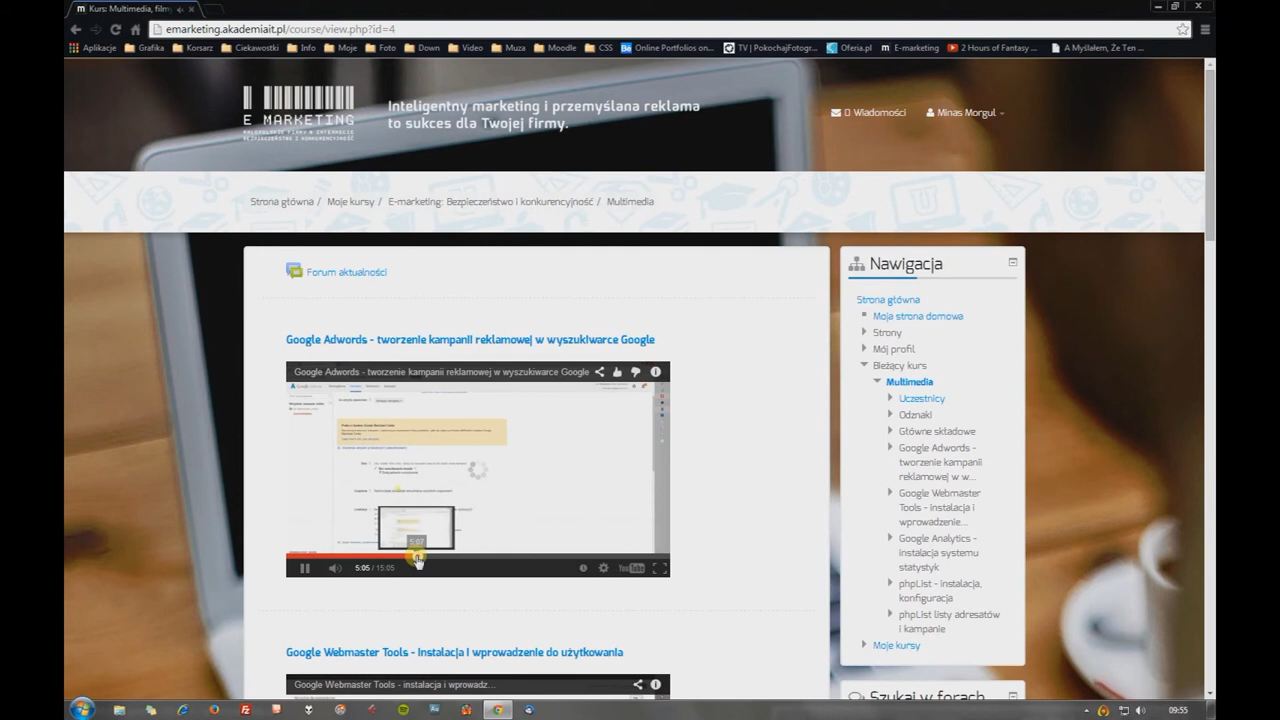 Kurs: Multimedia, film
emarketing.akademiait.pl/course/view.php?id=4
Aplikacje Grafika Korsarz Ciekawostki Info Moje Foto Down Video Muza Moodle CSS Online Portfolios on... TV | PokochajFotogr... Oferia.pl E-marketing 2 Hours of Fantasy ... A Myślałem, Że Ten ...
E MARKETING
Inteligentny marketing i przemyślana reklama
to sukces dla Twojej firmy.
0 Wiadomości Minas Morgul
Strona główna / Moje kursy / E-marketing: Bezpieczeństwo i konkurencyjność / Multimedia
Forum aktualności
Google Adwords - tworzenie kampanii reklamowej w wyszukiwarce Google
Google Adwords - tworzenie kampanii reklamowej w wyszukiwarce Google
5:07
5:05 / 15:05
YouTube
Google Webmaster Tools - instalacja i wprowadzenie do użytkowania
Google Webmaster Tools - instalacja i wprowadz...
Nawigacja
Strona główna
Moja strona domowa
Strony
Mój profil
Bieżący kurs
Multimedia
Uczestnicy
Odznaki
Główne składowe
Google Adwords -
tworzenie kampanii
reklamowej w w...
Google Webmaster
Tools - instalacja i
wprowadzenie...
Google Analytics -
instalacja systemu
statystyk
phpList - instalacja,
konfiguracja
phpList listy adresatów
i kampanie
Moje kursy
Szukaj w forach
09:55